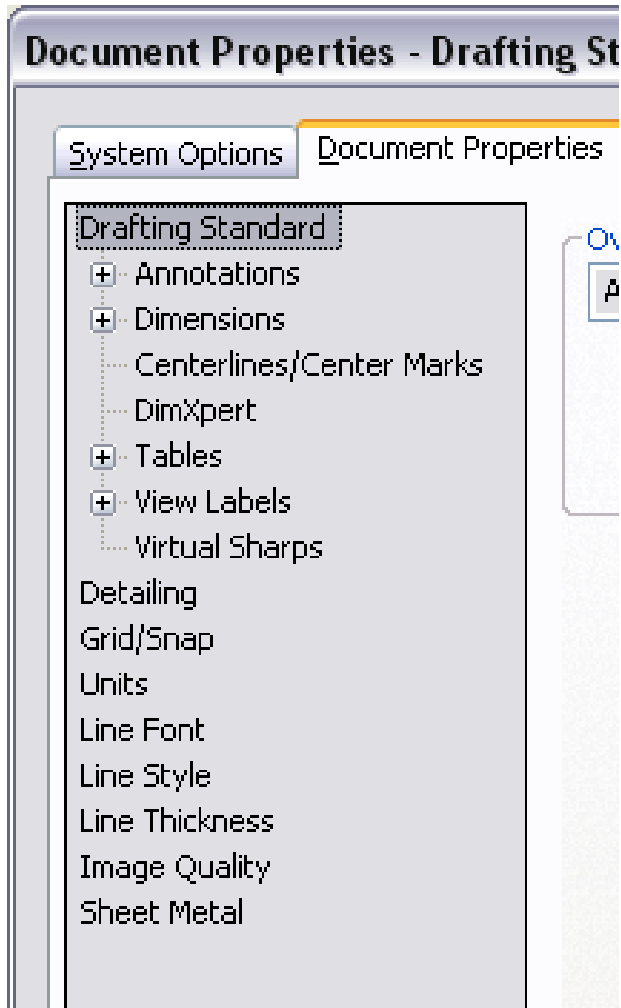 Document Properties - Drafting St
System Options Document Properties
Drafting Standard
Annotations
Dimensions
Centerlines/Center Marks
DimXpert
Tables
View Labels
Virtual Sharps
Detailing
Grid/Snap
Units
Line Font
Line Style
Line Thickness
Image Quality
Sheet Metal
Ov